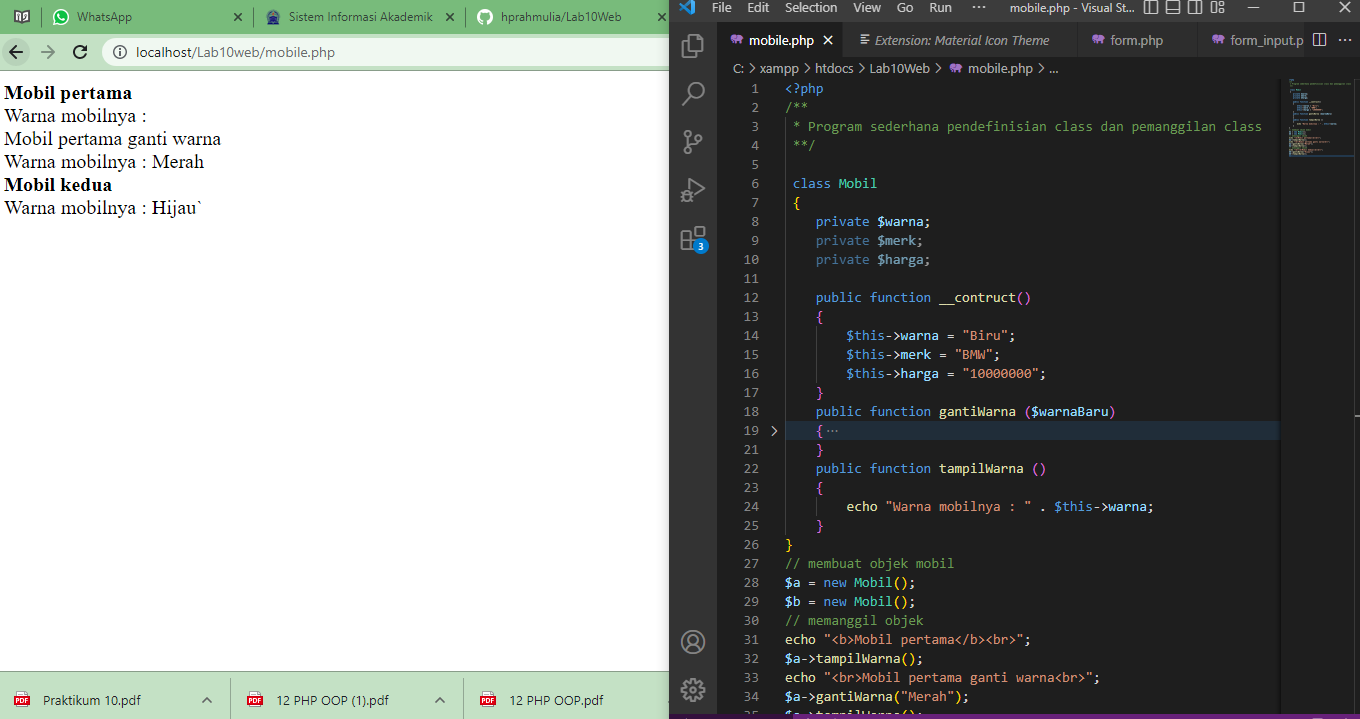 WhatsApp
Sistem Informasi Akademik
hprahmulia/Lab10Web
localhost/Lab10web/mobile.php
Mobil pertama
Warna mobilnya :
Mobil pertama ganti warna
Warna mobilnya : Merah
Mobil kedua
Warna mobilnya : Hijau`
Praktikum 10.pdf
12 PHP OOP (1).pdf
12 PHP OOP.pdf
File Edit Selection View Go Run ··· mobile.php - Visual St...
mobile.php
Extension: Material Icon Theme
form.php
form_input.p
C: > xampp > htdocs > Lab10Web > mobile.php > ...
3
1 <?php
2 /**
3 * Program sederhana pendefinisian class dan pemanggilan class
4 **/
5
6 class Mobil
7 {
8 private $warna;
9 private $merk;
10 private $harga;
11
12 public function __contruct()
13 {
14 $this->warna = "Biru";
15 $this->merk = "BMW";
16 $this->harga = "10000000";
17 }
18 public function gantiWarna ($warnaBaru)
19 { ···
21 }
22 public function tampilWarna ()
23 {
24 echo "Warna mobilnya : " . $this->warna;
25 }
26 }
27 // membuat objek mobil
28 $a = new Mobil();
29 $b = new Mobil();
30 // memanggil objek
31 echo "<b>Mobil pertama</b><br>";
32 $a->tampilWarna();
33 echo "<br>Mobil pertama ganti warna<br>";
34 $a->gantiWarna("Merah");
35 $a->tampilWarna();